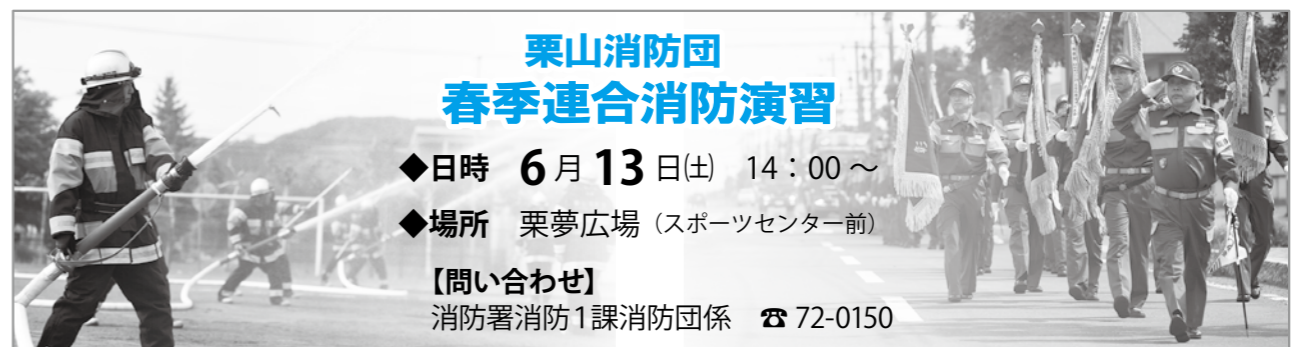 栗山消防団
春季連合消防演習
◆日時 6月13日㈯ 14：00～
◆場所 栗夢広場（スポーツセンター前）
【問い合わせ】
消防署消防1課消防団係 ☎72-0150